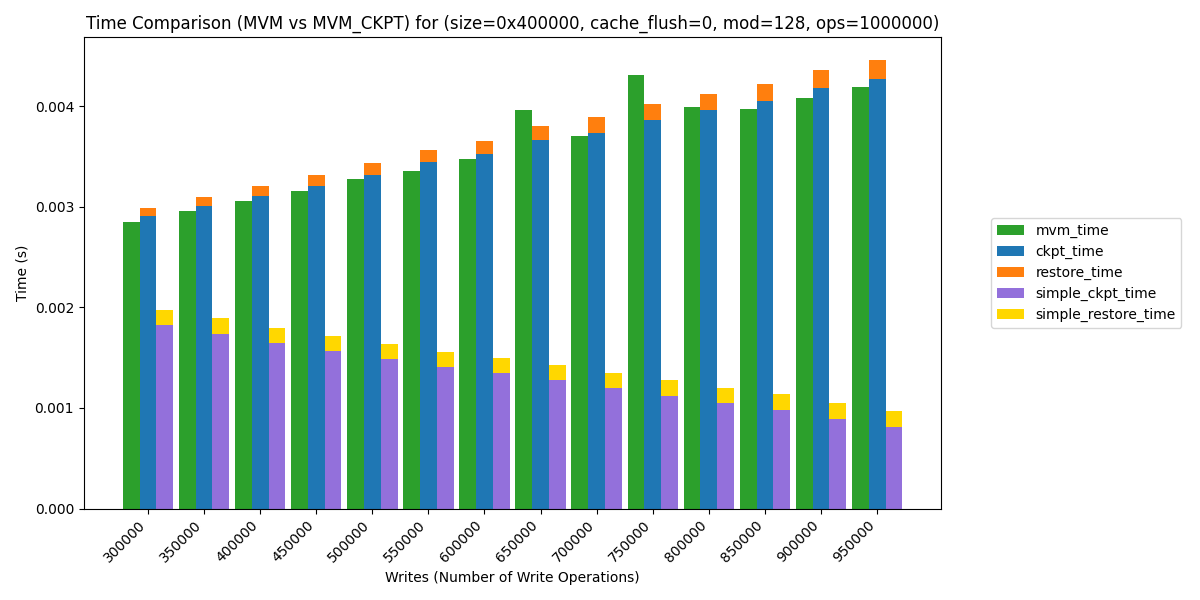 Time Comparison (MVM vs MVM_CKPT) for (size=0x400000, cache_flush=0, mod=128, ops=1000000)
Time (s)
0.004
0.003
0.002
0.001
0.000
300000
350000
400000
450000
500000
550000
600000
650000
700000
750000
800000
850000
900000
950000
Writes (Number of Write Operations)
mvm_time
ckpt_time
restore_time
simple_ckpt_time
simple_restore_time